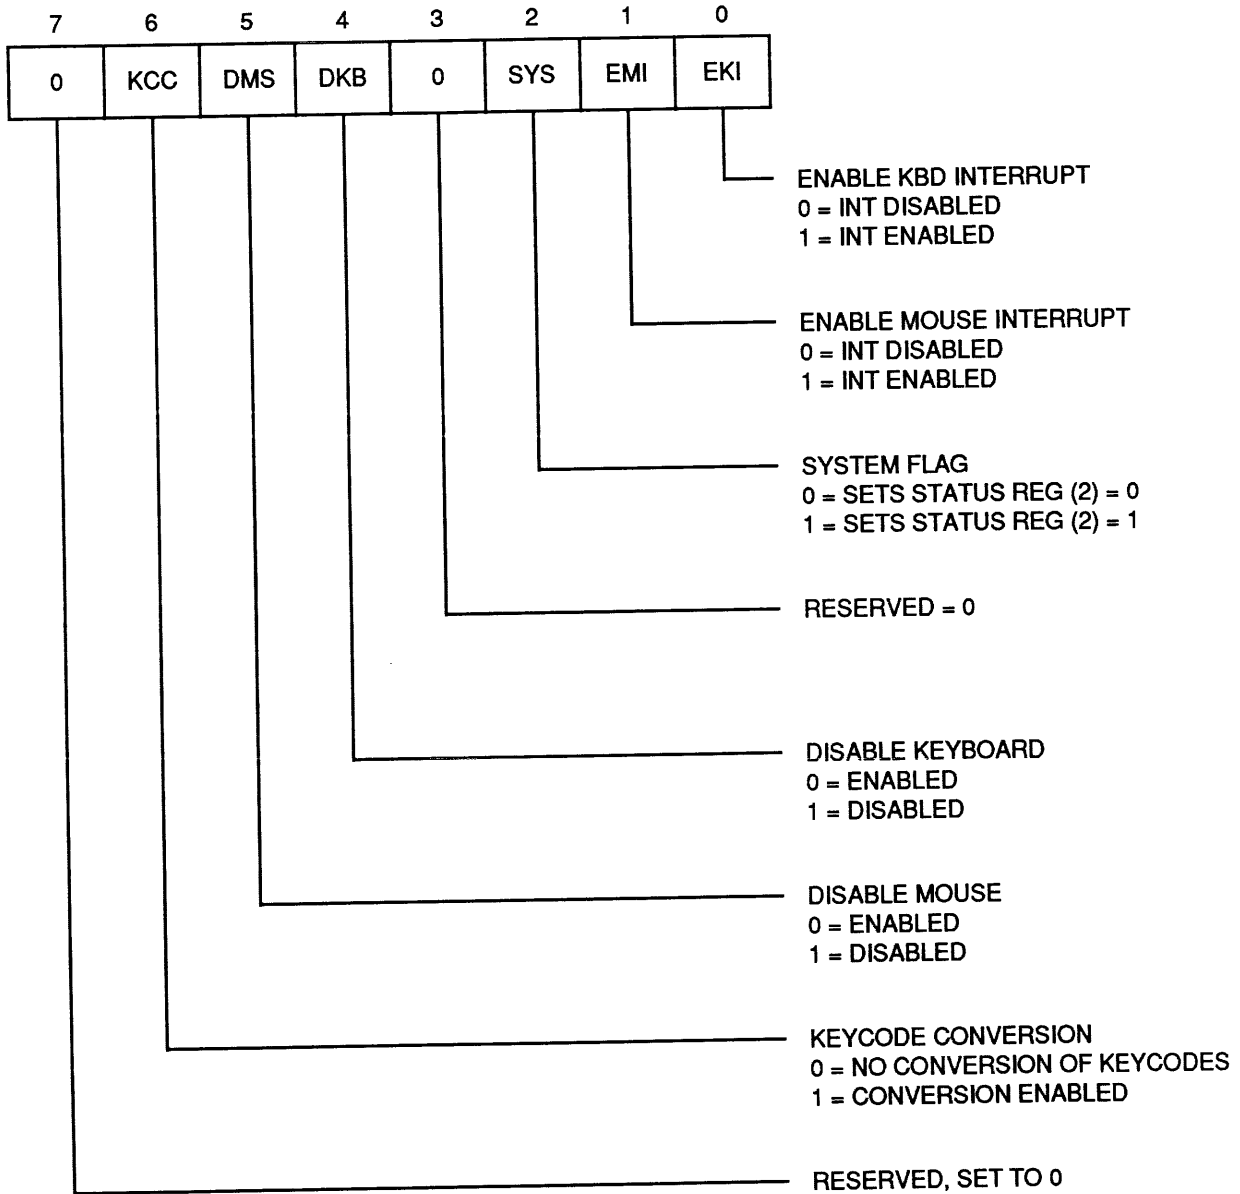 7 6 5 4 3 2 1 0
0 KCC DMS DKB 0 SYS EMI EKI
ENABLE KBD INTERRUPT
0 = INT DISABLED
1 = INT ENABLED
ENABLE MOUSE INTERRUPT
0 = INT DISABLED
1 = INT ENABLED
SYSTEM FLAG
0 = SETS STATUS REG (2) = 0
1 = SETS STATUS REG (2) = 1
RESERVED = 0
DISABLE KEYBOARD
0 = ENABLED
1 = DISABLED
DISABLE MOUSE
0 = ENABLED
1 = DISABLED
KEYCODE CONVERSION
0 = NO CONVERSION OF KEYCODES
1 = CONVERSION ENABLED
RESERVED, SET TO 0